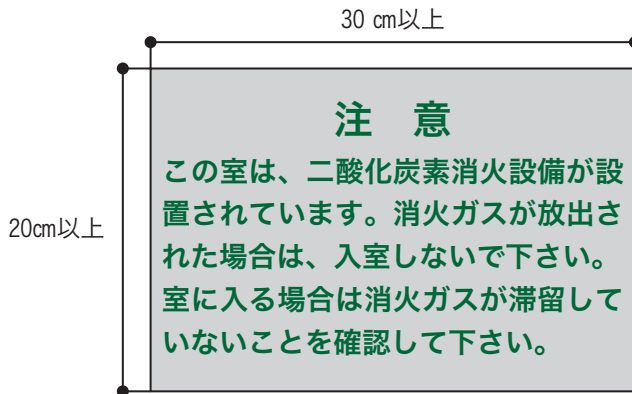 30 cm以上
20cm以上
注　意
この室は、二酸化炭素消火設備が設
置されています。消火ガスが放出さ
れた場合は、入室しないで下さい。
室に入る場合は消火ガスが滞留して
いないことを確認して下さい。